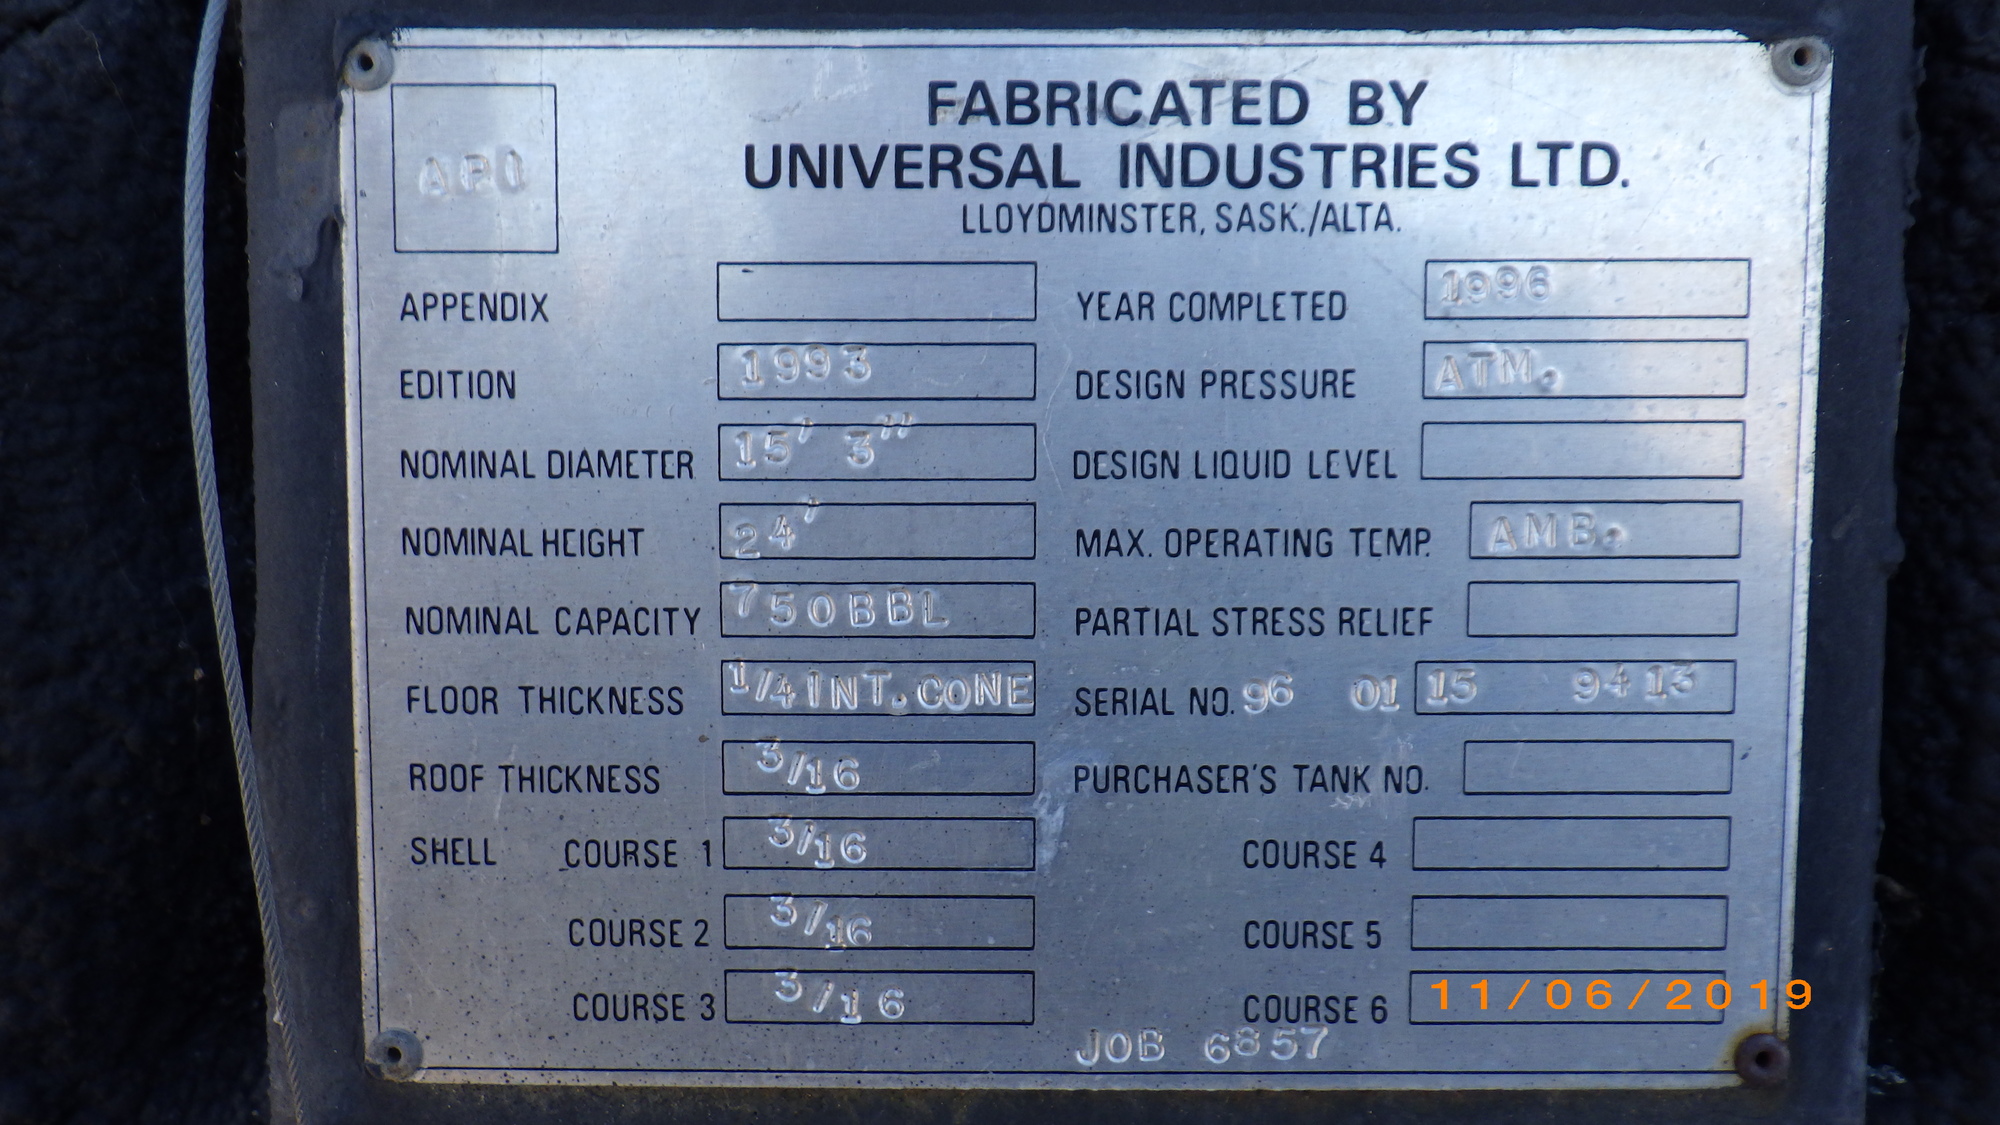 API
FABRICATED BY
UNIVERSAL INDUSTRIES LTD.
LLOYDMINSTER, SASK./ALTA.
APPENDIX
YEAR COMPLETED 1996
EDITION 1993
DESIGN PRESSURE ATM.
NOMINAL DIAMETER 15' 3"
DESIGN LIQUID LEVEL
NOMINAL HEIGHT 24'
MAX. OPERATING TEMP. AMB.
NOMINAL CAPACITY 750BBL
PARTIAL STRESS RELIEF
FLOOR THICKNESS 1/4INT.CONE
SERIAL NO. 96 01 15 9413
ROOF THICKNESS 3/16
PURCHASER'S TANK NO.
SHELL COURSE 1 3/16
COURSE 4
COURSE 2 3/16
COURSE 5
COURSE 3 3/16
COURSE 6
11/06/2019
JOB 6857